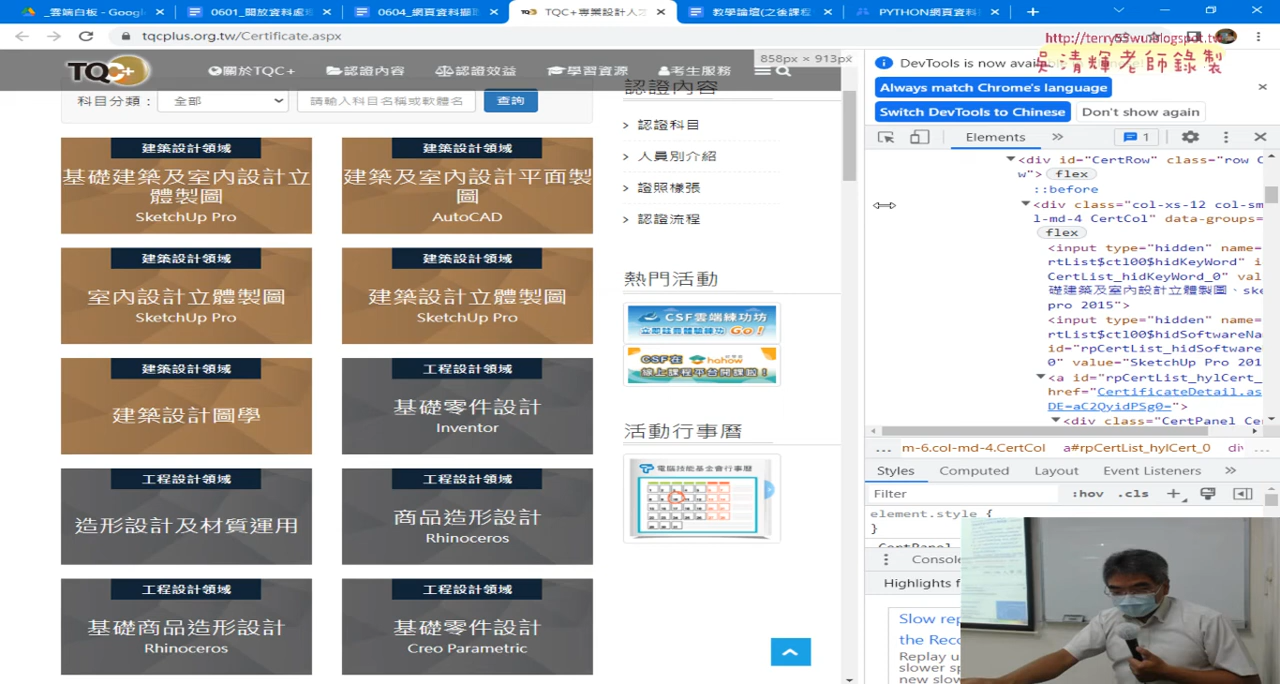 _雲端白板 - Googl
0601_開放資料處
0604_網頁資料擷
TQC+專業設計人才
教學論壇(之後課程
PYTHON網頁資料
tqcplus.org.tw/Certificate.aspx
http://terry55wu.blogspot.tw
吳清輝老師錄製
TQC+
關於TQC+
認證內容
認證效益
學習資源
考生服務
858px × 913px
科目分類：
全部
請輸入科目名稱或軟體名
查詢
建築設計領域
基礎建築及室內設計立體製圖
SketchUp Pro
建築設計領域
建築及室內設計平面製圖
AutoCAD
建築設計領域
室內設計立體製圖
SketchUp Pro
建築設計領域
建築設計立體製圖
SketchUp Pro
建築設計領域
建築設計圖學
工程設計領域
基礎零件設計
Inventor
工程設計領域
造形設計及材質運用
工程設計領域
商品造形設計
Rhinoceros
工程設計領域
基礎商品造形設計
Rhinoceros
工程設計領域
基礎零件設計
Creo Parametric
認證內容
> 認證科目
> 人員別介紹
> 證照樣張
> 認證流程
熱門活動
CSF雲端練功坊
立即註冊體驗練功 Go!
CSF在 hahow
線上課程平台開課啦!
活動行事曆
電腦技能基金會行事曆
DevTools is now avai
Always match Chrome's language
Switch DevTools to Chinese
Don't show again
Elements
1
<div id="CertRow" class="row C
w"> flex
::before
<div class="col-xs-12 col-sm
l-md-4 CertCol" data-groups=
flex
<input type="hidden" name=
rtList$ctl00$hidKeyWord" i
CertList_hidKeyWord_0" val
礎建築及室內設計立體製圖、ske
pro 2015">
<input type="hidden" name=
rtList$ctl00$hidSoftwareNa
id="rpCertList_hidSoftware
_0" value="SketchUp Pro 201
<a id="rpCertList_hylCert_
href="CertificateDetail.as
DE=aC2QyidPSg0=">
<div class="CertPanel Ce
... m-6.col-md-4.CertCol a#rpCertList_hylCert_0 div ...
Styles
Computed
Layout
Event Listeners
Filter
:hov .cls
element.style {
}
.CertPanel
Consol
Highlights f
Slow rep
the Reco
Replay u
slower sp
new slow